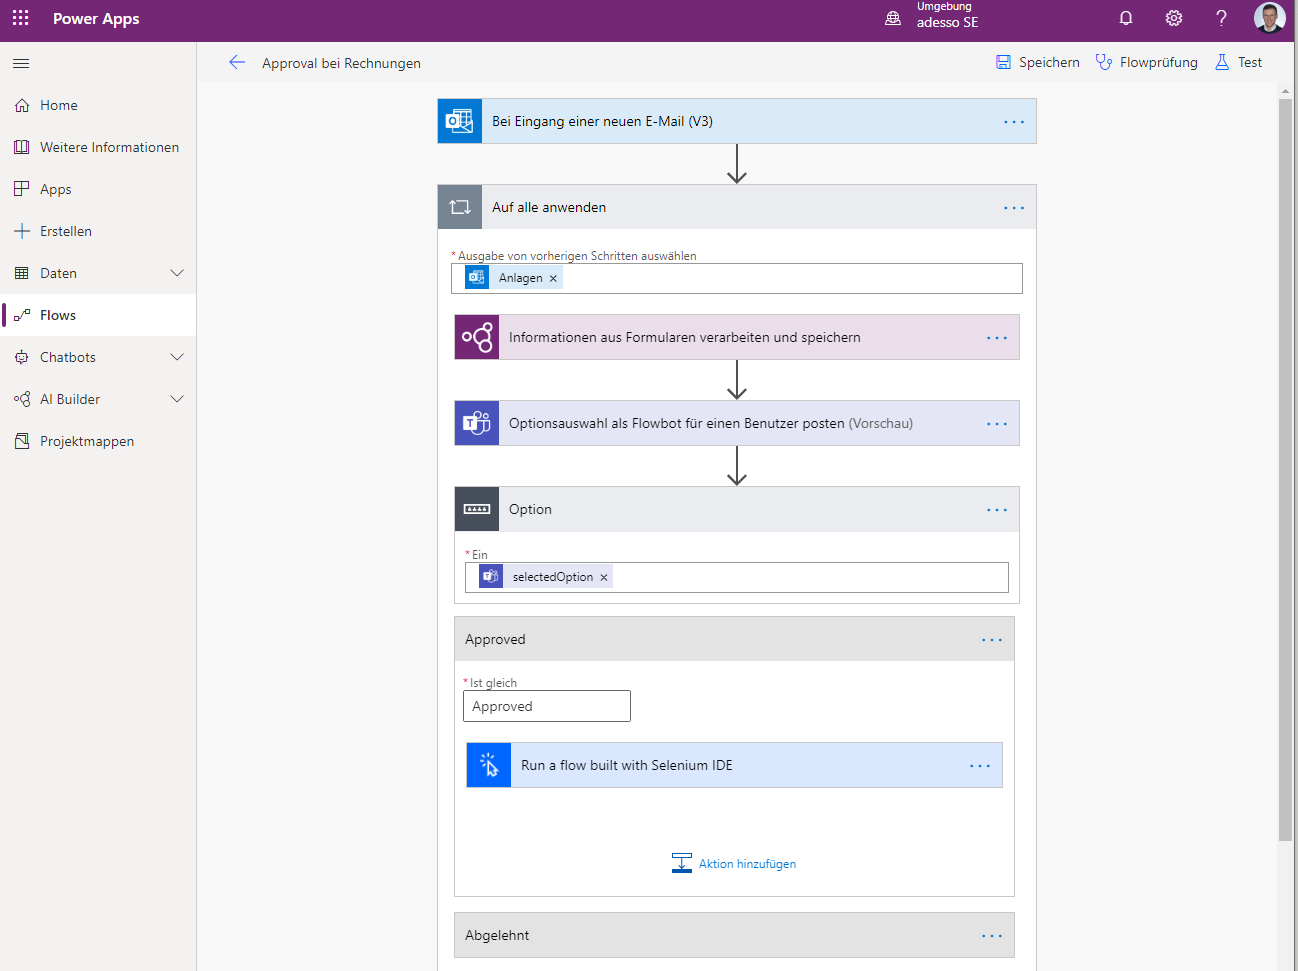 Power Apps
Umgebung
adesso SE
Approval bei Rechnungen
Speichern
Flowprüfung
Test
Home
Weitere Informationen
Apps
Erstellen
Daten
Flows
Chatbots
AI Builder
Projektmappen
Bei Eingang einer neuen E-Mail (V3)
Auf alle anwenden
* Ausgabe von vorherigen Schritten auswählen
Anlagen ×
Informationen aus Formularen verarbeiten und speichern
Optionsauswahl als Flowbot für einen Benutzer posten (Vorschau)
Option
* Ein
selectedOption ×
Approved
* Ist gleich
Approved
Run a flow built with Selenium IDE
Aktion hinzufügen
Abgelehnt